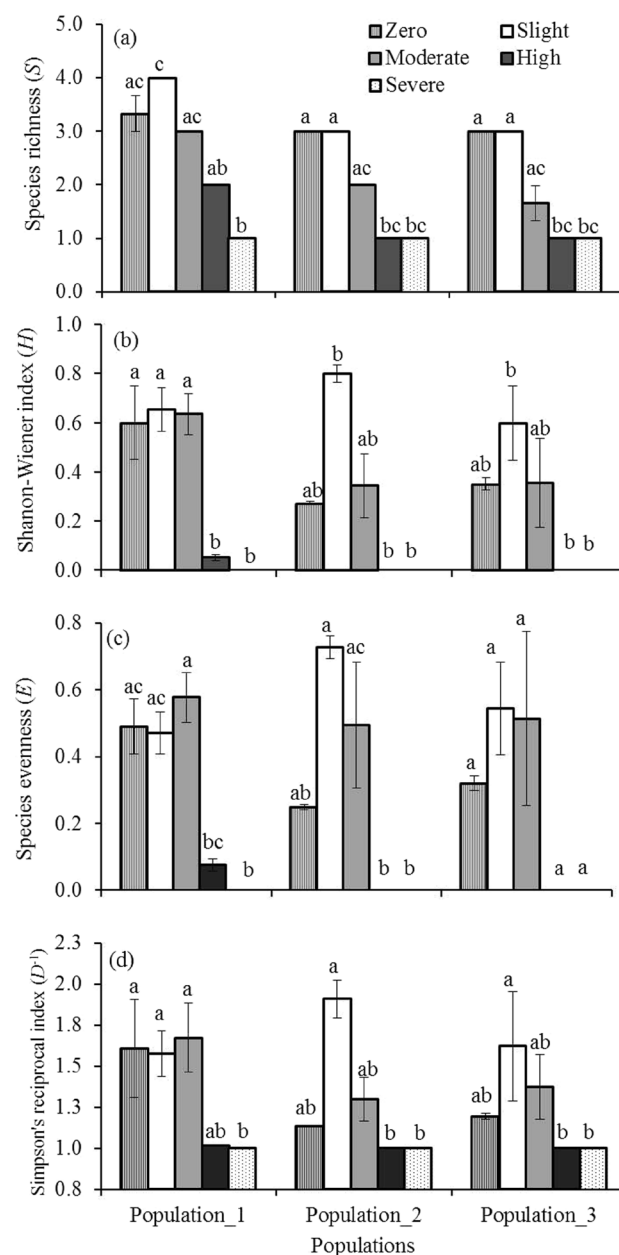 (a)
Zero Slight
Moderate High
Severe
Species richness (S)
5.0
4.0
3.0
2.0
1.0
0.0
ac c ac ab b
a a ac bc bc
a a ac bc bc
(b)
Shanon-Wiener index (H)
1.0
0.8
0.6
0.4
0.2
0.0
a a a b b
ab b ab b b
ab b ab b b
(c)
Species evenness (E)
0.8
0.6
0.4
0.2
0.0
ac ac a bc b
ab a ac b b
a a a a a
(d)
Simpson's reciprocal index (D⁻¹)
2.3
2.0
1.8
1.5
1.3
1.0
0.8
a a a ab b
ab a ab b b
ab a ab b b
Population_1 Population_2 Population_3
Populations